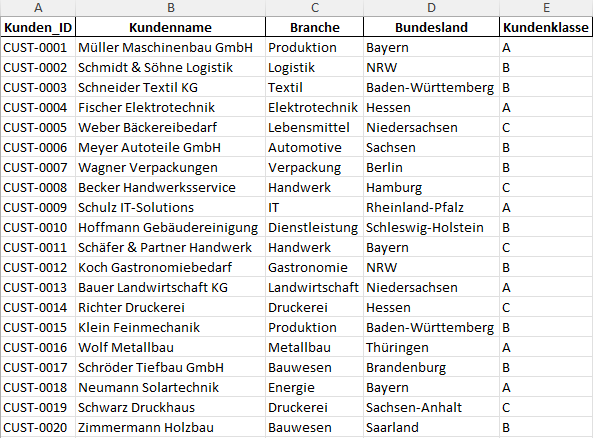 A B C D E
Kunden_ID Kundenname Branche Bundesland Kundenklasse
CUST-0001 Müller Maschinenbau GmbH Produktion Bayern A
CUST-0002 Schmidt & Söhne Logistik Logistik NRW B
CUST-0003 Schneider Textil KG Textil Baden-Württemberg B
CUST-0004 Fischer Elektrotechnik Elektrotechnik Hessen A
CUST-0005 Weber Bäckereibedarf Lebensmittel Niedersachsen C
CUST-0006 Meyer Autoteile GmbH Automotive Sachsen B
CUST-0007 Wagner Verpackungen Verpackung Berlin B
CUST-0008 Becker Handwerksservice Handwerk Hamburg C
CUST-0009 Schulz IT-Solutions IT Rheinland-Pfalz A
CUST-0010 Hoffmann Gebäudereinigung Dienstleistung Schleswig-Holstein B
CUST-0011 Schäfer & Partner Handwerk Handwerk Bayern C
CUST-0012 Koch Gastronomiebedarf Gastronomie NRW B
CUST-0013 Bauer Landwirtschaft KG Landwirtschaft Niedersachsen A
CUST-0014 Richter Druckerei Druckerei Hessen C
CUST-0015 Klein Feinmechanik Produktion Baden-Württemberg B
CUST-0016 Wolf Metallbau Metallbau Thüringen A
CUST-0017 Schröder Tiefbau GmbH Bauwesen Brandenburg B
CUST-0018 Neumann Solartechnik Energie Bayern A
CUST-0019 Schwarz Druckhaus Druckerei Sachsen-Anhalt C
CUST-0020 Zimmermann Holzbau Bauwesen Saarland B